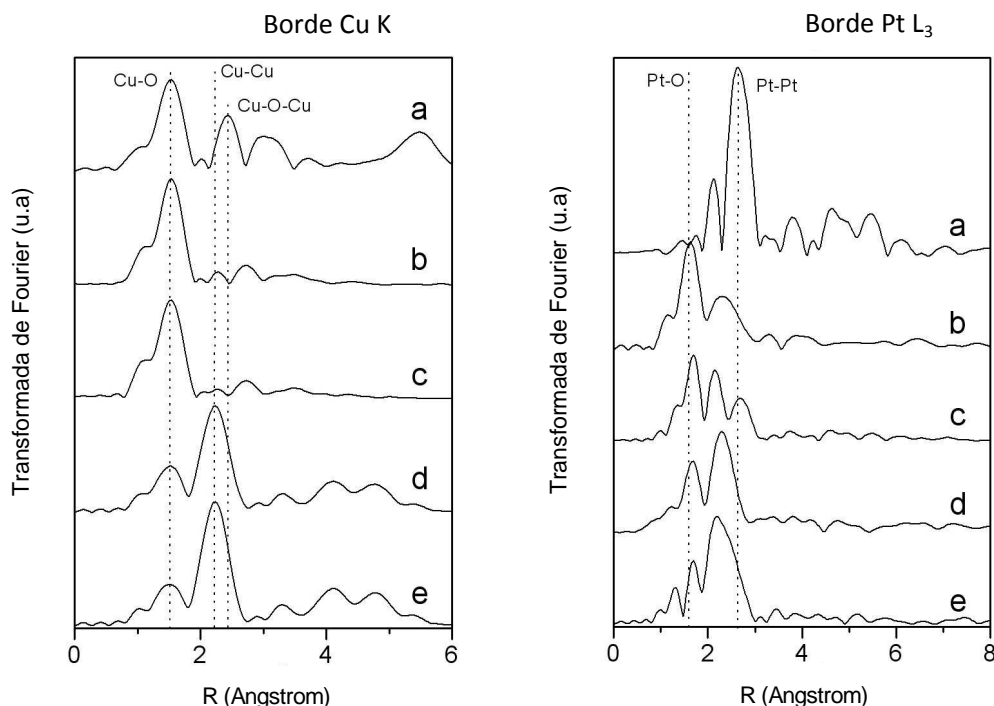 Borde Cu K
Cu-O
Cu-Cu
Cu-O-Cu
a
b
c
d
e
0 2 4 6
R (Angstrom)
Transformada de Fourier (u.a)
Borde Pt L₃
Pt-O
Pt-Pt
a
b
c
d
e
0 2 4 6 8
R (Angstrom)
Transformada de Fourier (u.a)